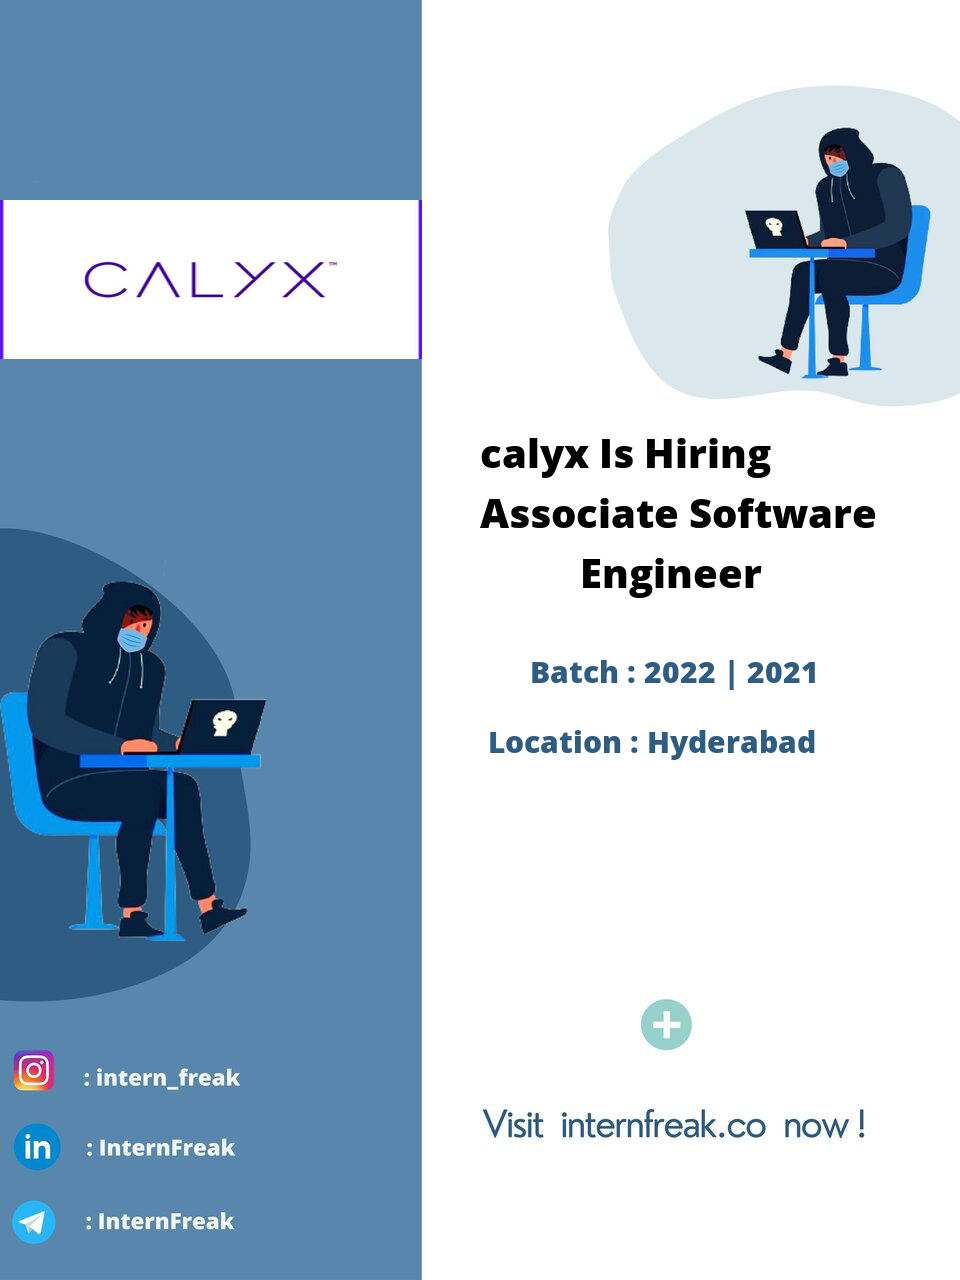 CALYX™
calyx Is Hiring
Associate Software
Engineer
Batch : 2022 | 2021
Location : Hyderabad
: intern_freak
in : InternFreak
: InternFreak
Visit internfreak.co now !